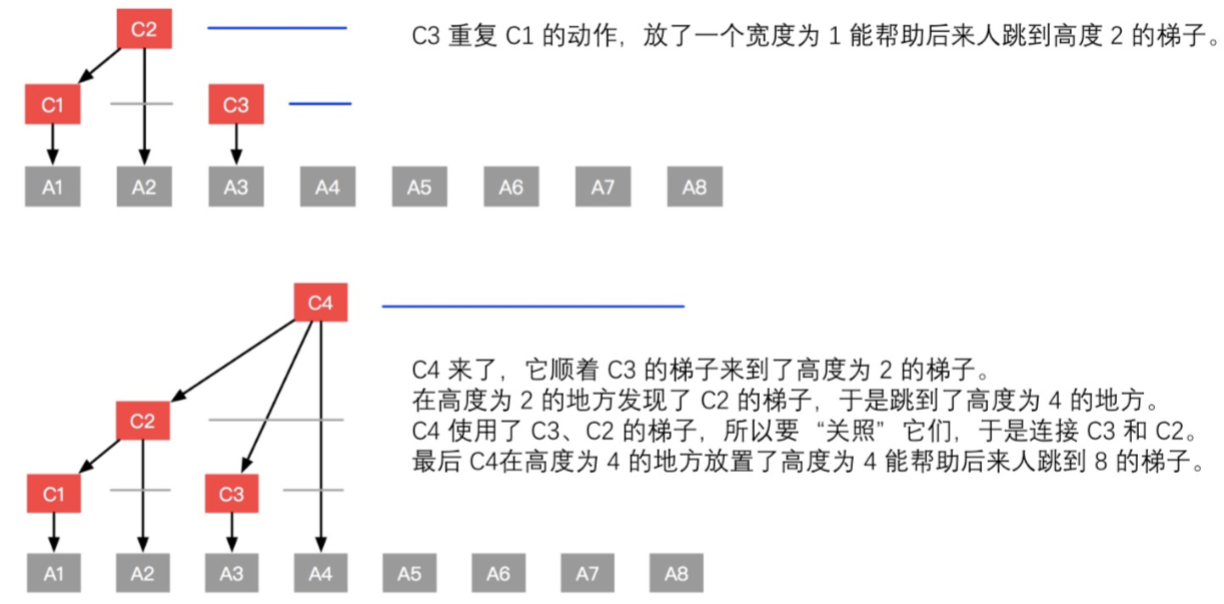 C2
C3 重复 C1 的动作，放了一个宽度为 1 能帮助后来人跳到高度 2 的梯子。
C1
C3
A1 A2 A3 A4 A5 A6 A7 A8
C4
C4 来了，它顺着 C3 的梯子来到了高度为 2 的梯子。
在高度为 2 的地方发现了 C2 的梯子，于是跳到了高度为 4 的地方。
C2
C4 使用了 C3、C2 的梯子，所以要“关照”它们，于是连接 C3 和 C2。
最后 C4在高度为 4 的地方放置了高度为 4 能帮助后来人跳到 8 的梯子。
C1
C3
A1 A2 A3 A4 A5 A6 A7 A8